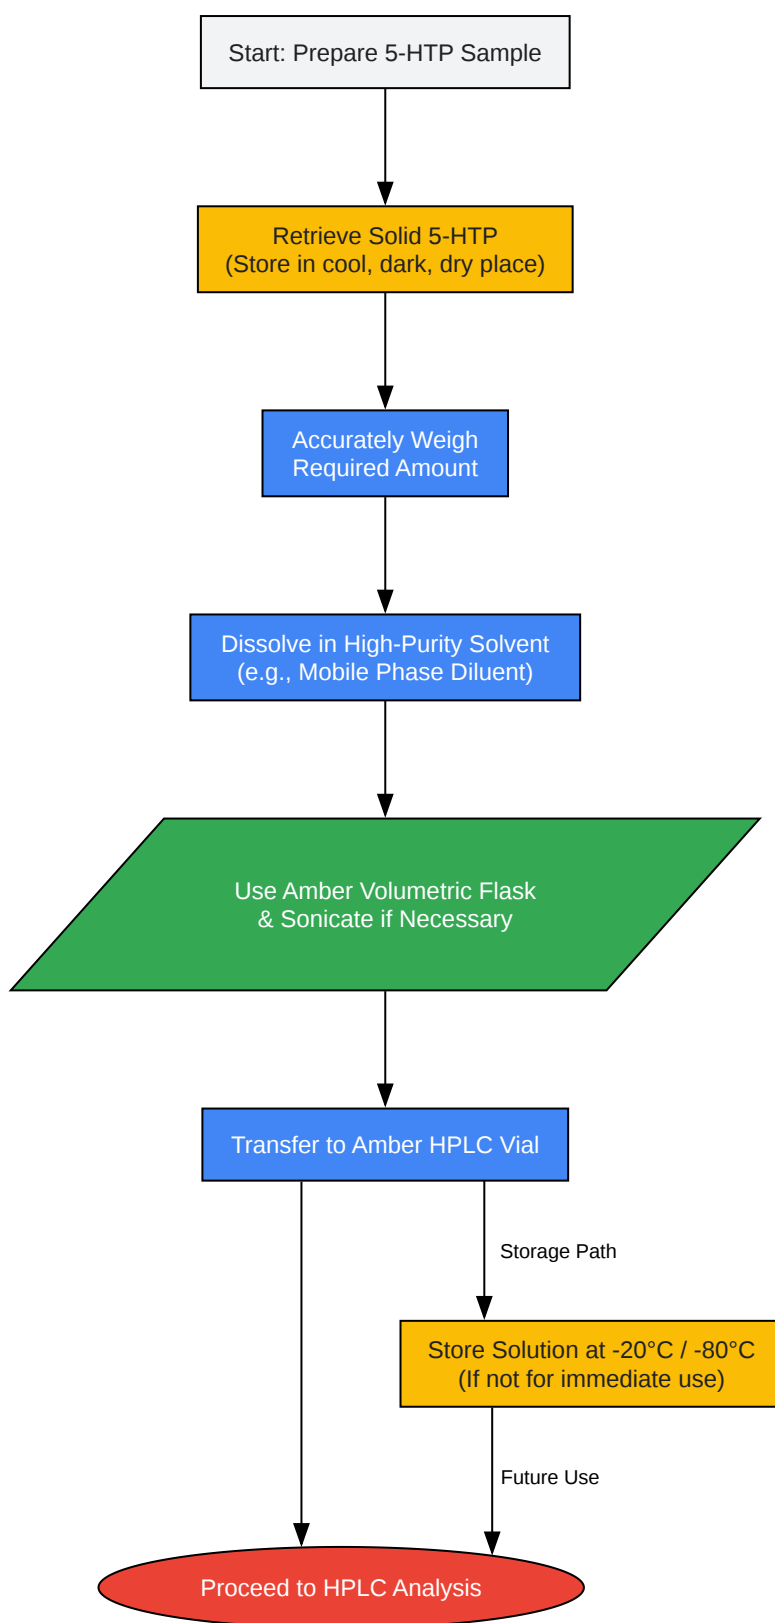 Start: Prepare 5-HTP Sample
Retrieve Solid 5-HTP
(Store in cool, dark, dry place)
Accurately Weigh
Required Amount
Dissolve in High-Purity Solvent
(e.g., Mobile Phase Diluent)
Use Amber Volumetric Flask
& Sonicate if Necessary
Transfer to Amber HPLC Vial
Storage Path
Store Solution at -20°C / -80°C
(If not for immediate use)
Future Use
Proceed to HPLC Analysis